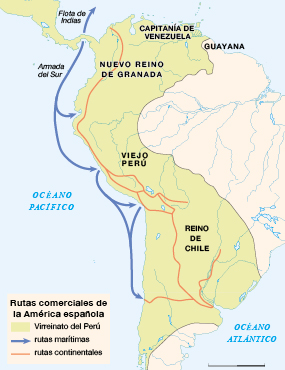 Flota de
Indias
CAPITANÍA DE
VENEZUELA
GUAYANA
NUEVO REINO
DE GRANADA
Armada
del Sur
VIEJO
PERÚ
OCÉANO
PACÍFICO
REINO
DE
CHILE
Rutas comerciales de
la América española
Virreinato del Perú
rutas marítimas
rutas continentales
OCÉANO
ATLÁNTICO